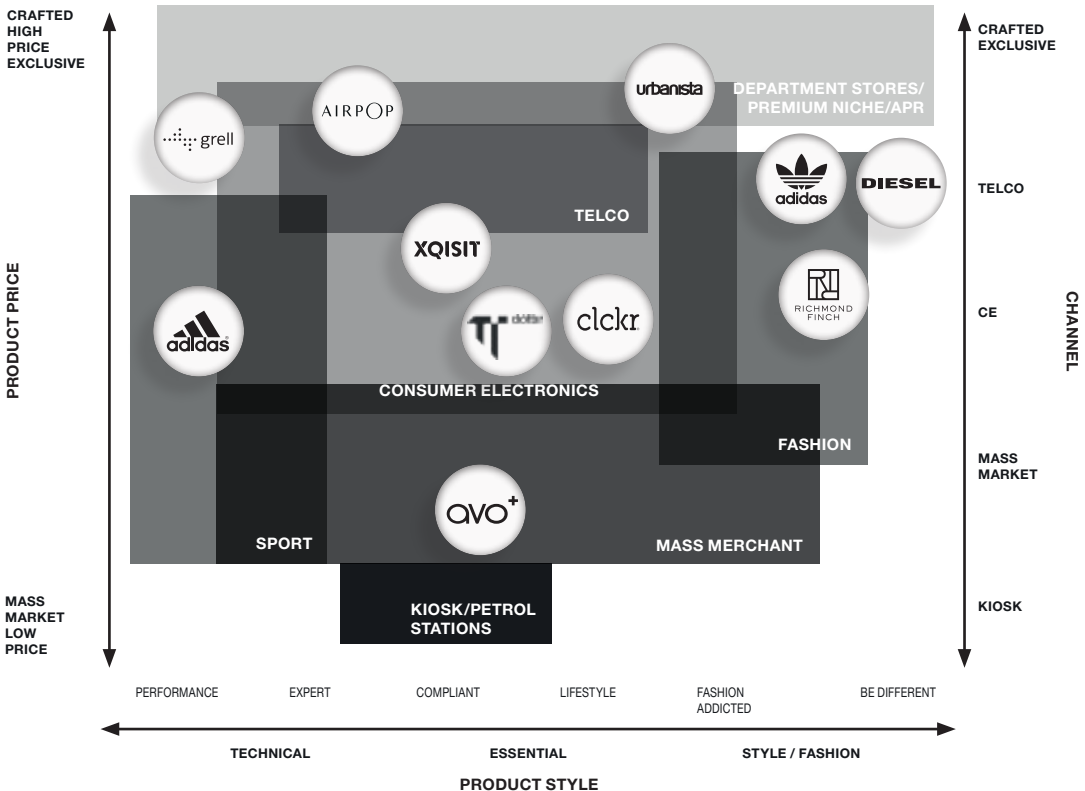 CRAFTED
HIGH
PRICE
EXCLUSIVE
CRAFTED
EXCLUSIVE
urbanista
DEPARTMENT STORES/
PREMIUM NICHE/APR
AIRPOP
grell
adidas
DIESEL
TELCO
TELCO
XQISIT
RICHMOND
FINCH
CE
clckr
adidas
PRODUCT PRICE
CHANNEL
CONSUMER ELECTRONICS
FASHION
MASS
MARKET
avo+
SPORT
MASS MERCHANT
MASS
MARKET
LOW
PRICE
KIOSK/PETROL
STATIONS
KIOSK
PERFORMANCE
EXPERT
COMPLIANT
LIFESTYLE
FASHION
ADDICTED
BE DIFFERENT
TECHNICAL
ESSENTIAL
STYLE / FASHION
PRODUCT STYLE